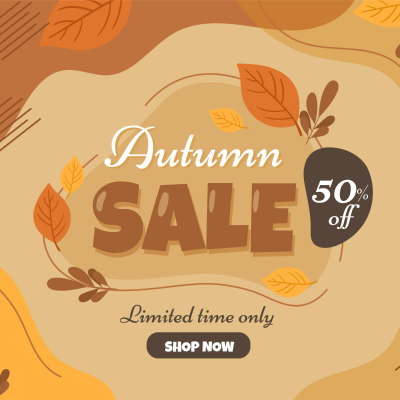 Autumn
SALE
50%
off
Limited time only
SHOP NOW